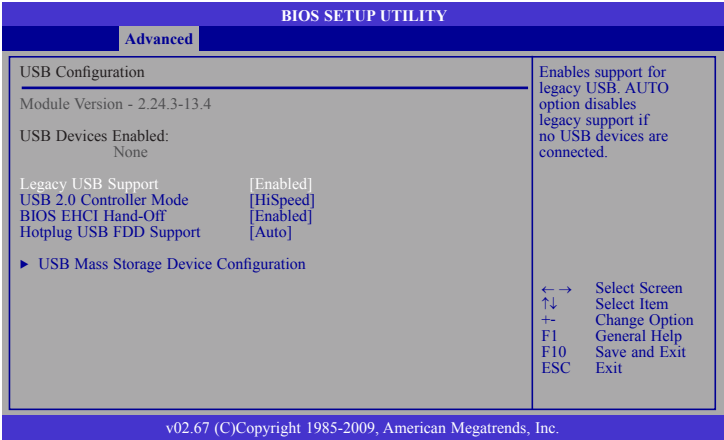 BIOS SETUP UTILITY
Advanced
USB Configuration
Module Version - 2.24.3-13.4
USB Devices Enabled:
None
Legacy USB Support [Enabled]
USB 2.0 Controller Mode [HiSpeed]
BIOS EHCI Hand-Off [Enabled]
Hotplug USB FDD Support [Auto]
► USB Mass Storage Device Configuration
Enables support for
legacy USB. AUTO
option disables
legacy support if
no USB devices are
connected.
←→ Select Screen
↑↓ Select Item
+- Change Option
F1 General Help
F10 Save and Exit
ESC Exit
v02.67 (C)Copyright 1985-2009, American Megatrends, Inc.